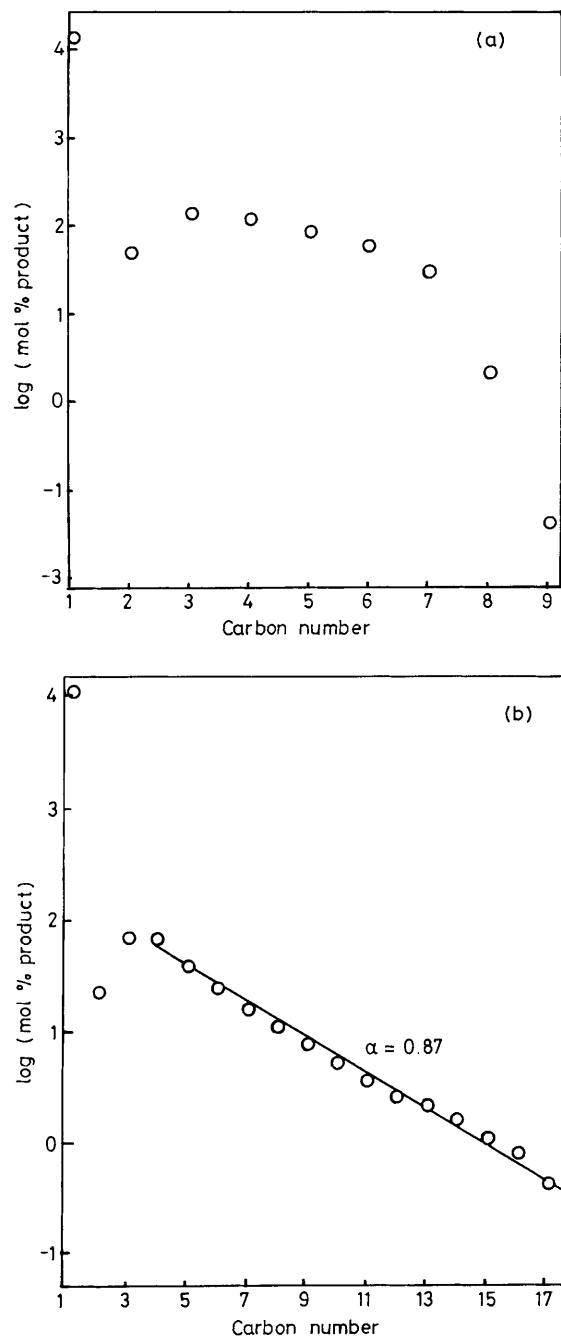 (a)
4
3
2
1
0
−1
−3
log (mol % product)
1 2 3 4 5 6 7 8 9
Carbon number
(b)
4
3
2
1
0
−1
log (mol % product)
α = 0.87
1 3 5 7 9 11 13 15 17
Carbon number